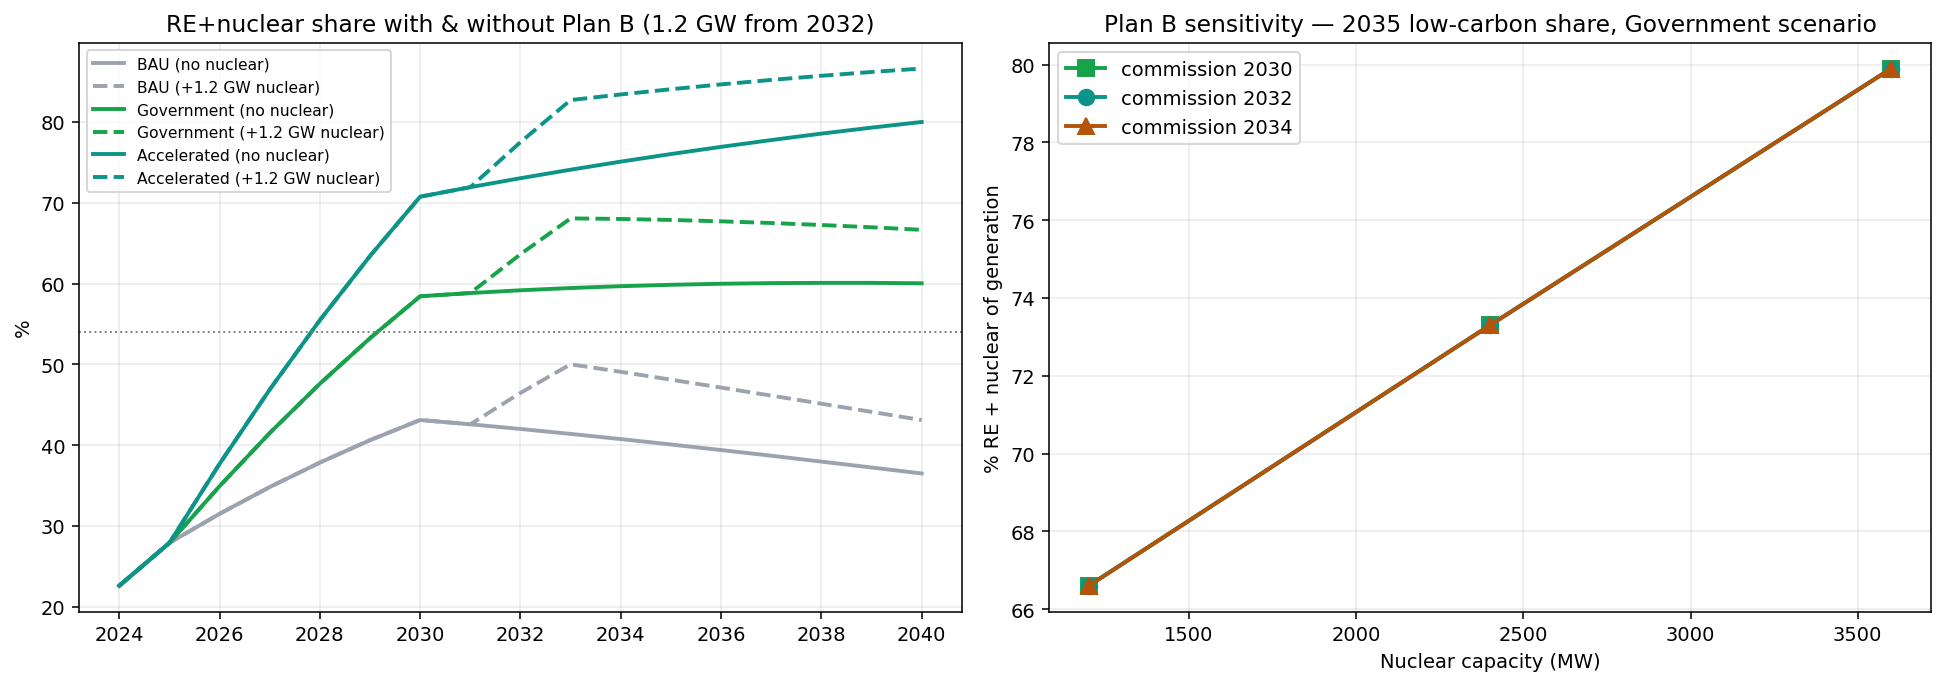 RE+nuclear share with & without Plan B (1.2 GW from 2032)
BAU (no nuclear)
BAU (+1.2 GW nuclear)
Government (no nuclear)
Government (+1.2 GW nuclear)
Accelerated (no nuclear)
Accelerated (+1.2 GW nuclear)
%
80
70
60
50
40
30
20
2024 2026 2028 2030 2032 2034 2036 2038 2040
Plan B sensitivity — 2035 low-carbon share, Government scenario
commission 2030
commission 2032
commission 2034
% RE + nuclear of generation
80
78
76
74
72
70
68
66
1500 2000 2500 3000 3500
Nuclear capacity (MW)